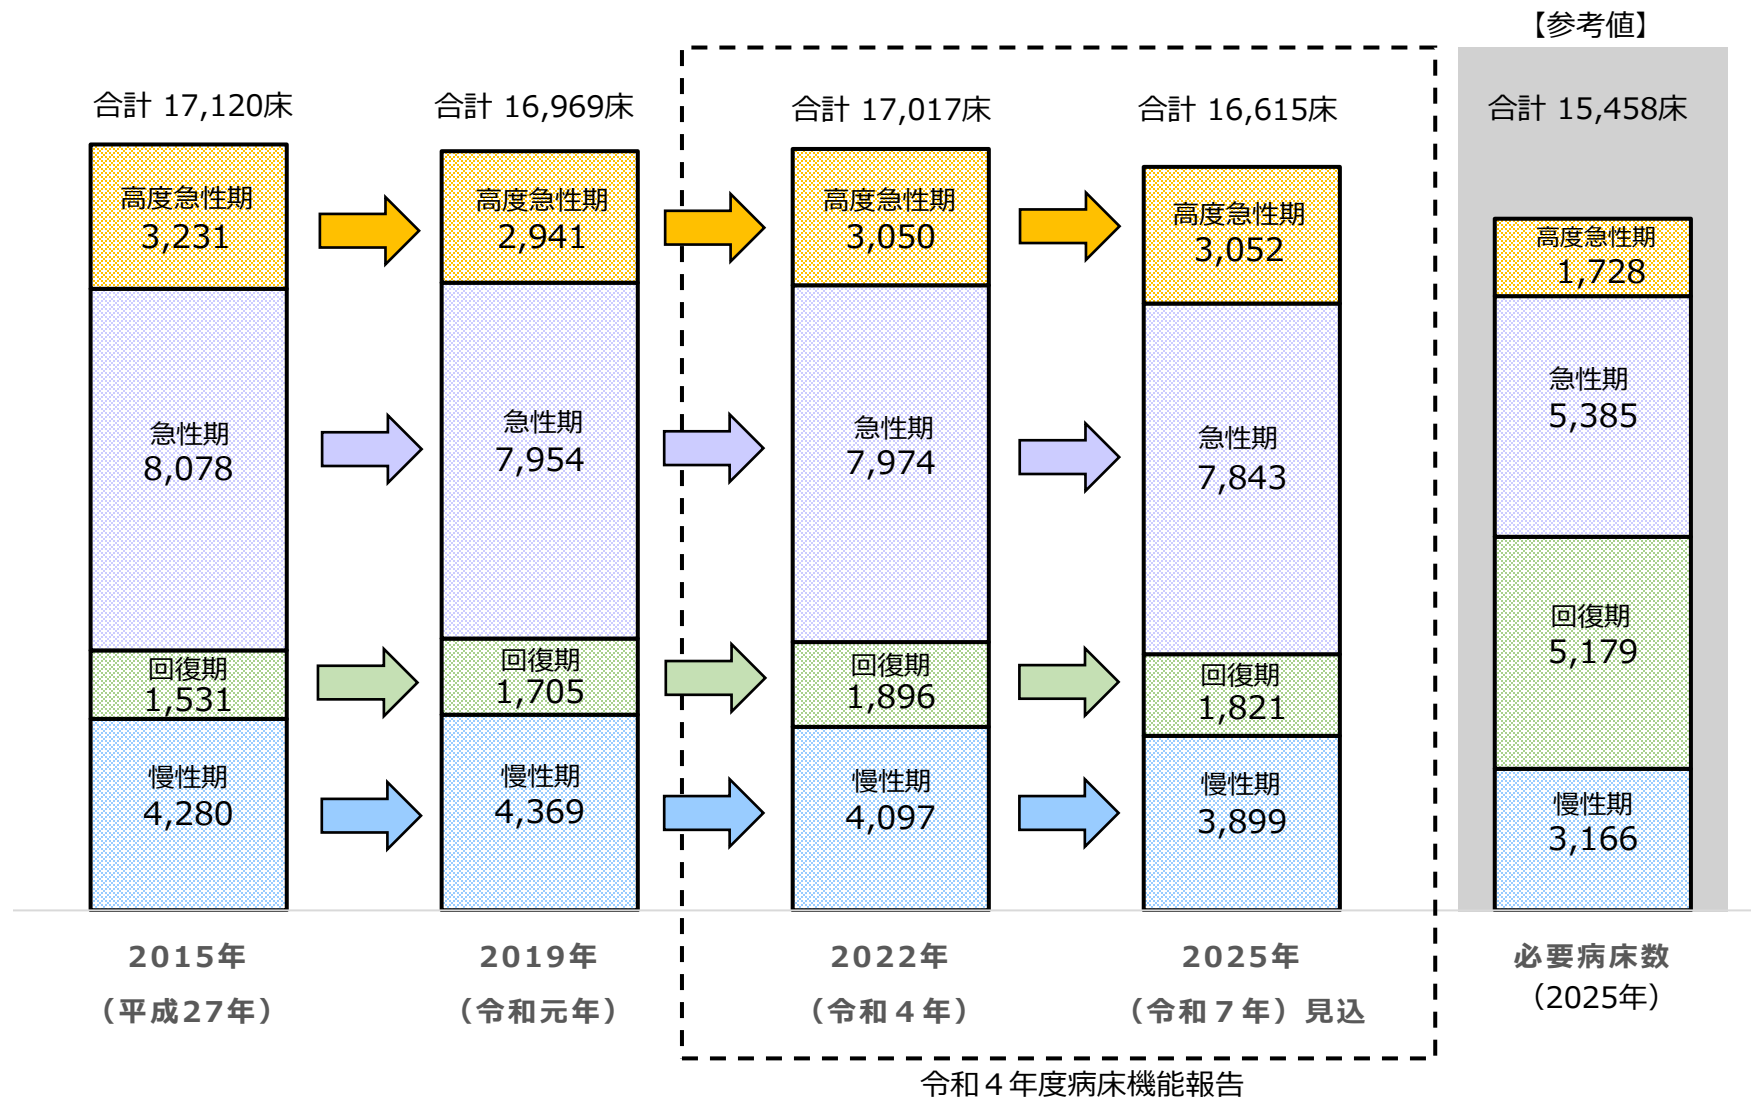 【参考値】
合計 17,120床
合計 16,969床
合計 17,017床
合計 16,615床
合計 15,458床
高度急性期
3,231
急性期
8,078
回復期
1,531
慢性期
4,280
高度急性期
2,941
急性期
7,954
回復期
1,705
慢性期
4,369
高度急性期
3,050
急性期
7,974
回復期
1,896
慢性期
4,097
高度急性期
3,052
急性期
7,843
回復期
1,821
慢性期
3,899
高度急性期
1,728
急性期
5,385
回復期
5,179
慢性期
3,166
2015年
（平成27年）
2019年
（令和元年）
2022年
（令和４年）
2025年
（令和７年）見込
必要病床数
（2025年）
令和４年度病床機能報告